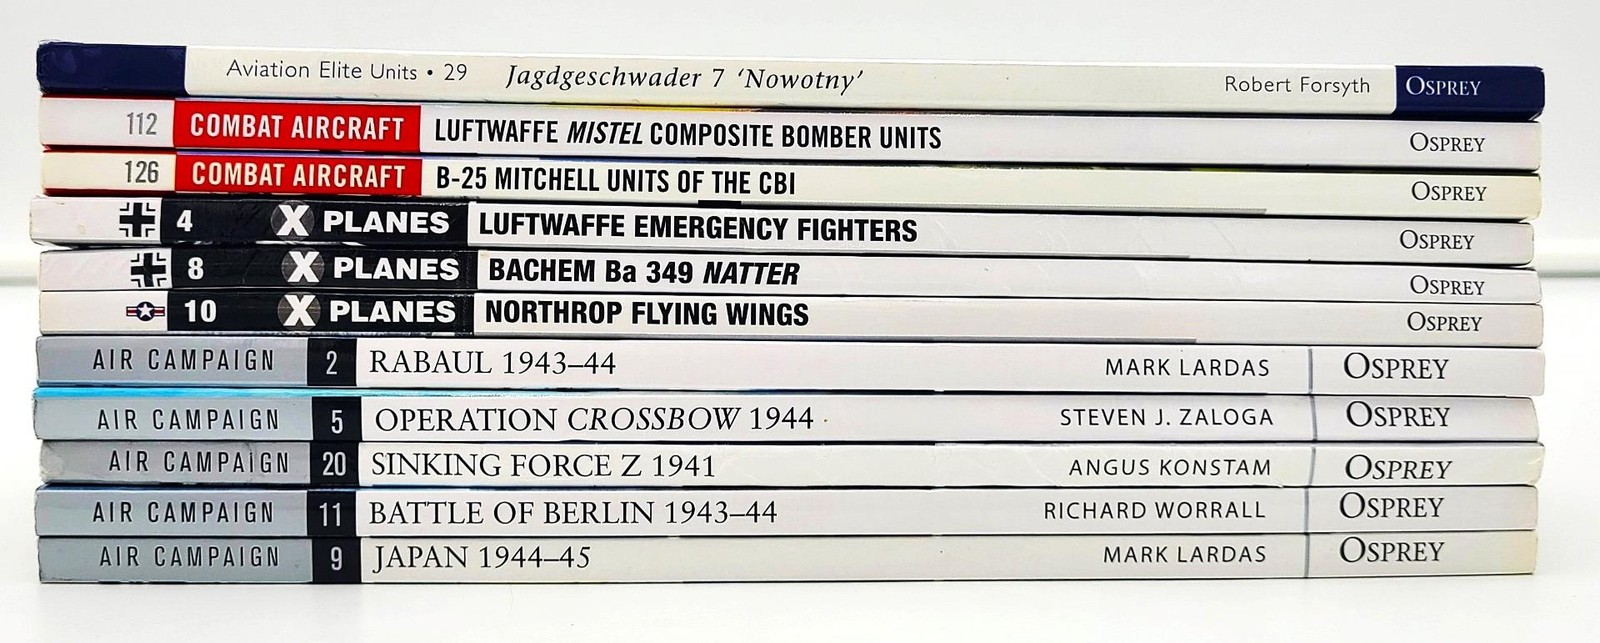 Aviation Elite Units • 29 Jagdgeschwader 7 ‘Nowotny’ Robert Forsyth OSPREY
112 COMBAT AIRCRAFT LUFTWAFFE MISTEL COMPOSITE BOMBER UNITS OSPREY
126 COMBAT AIRCRAFT B-25 MITCHELL UNITS OF THE CBI OSPREY
4 X PLANES LUFTWAFFE EMERGENCY FIGHTERS OSPREY
8 X PLANES BACHEM Ba 349 NATTER OSPREY
10 X PLANES NORTHROP FLYING WINGS OSPREY
AIR CAMPAIGN 2 RABAUL 1943–44 MARK LARDAS OSPREY
AIR CAMPAIGN 5 OPERATION CROSSBOW 1944 STEVEN J. ZALOGA OSPREY
AIR CAMPAIGN 20 SINKING FORCE Z 1941 ANGUS KONSTAM OSPREY
AIR CAMPAIGN 11 BATTLE OF BERLIN 1943–44 RICHARD WORRALL OSPREY
AIR CAMPAIGN 9 JAPAN 1944–45 MARK LARDAS OSPREY